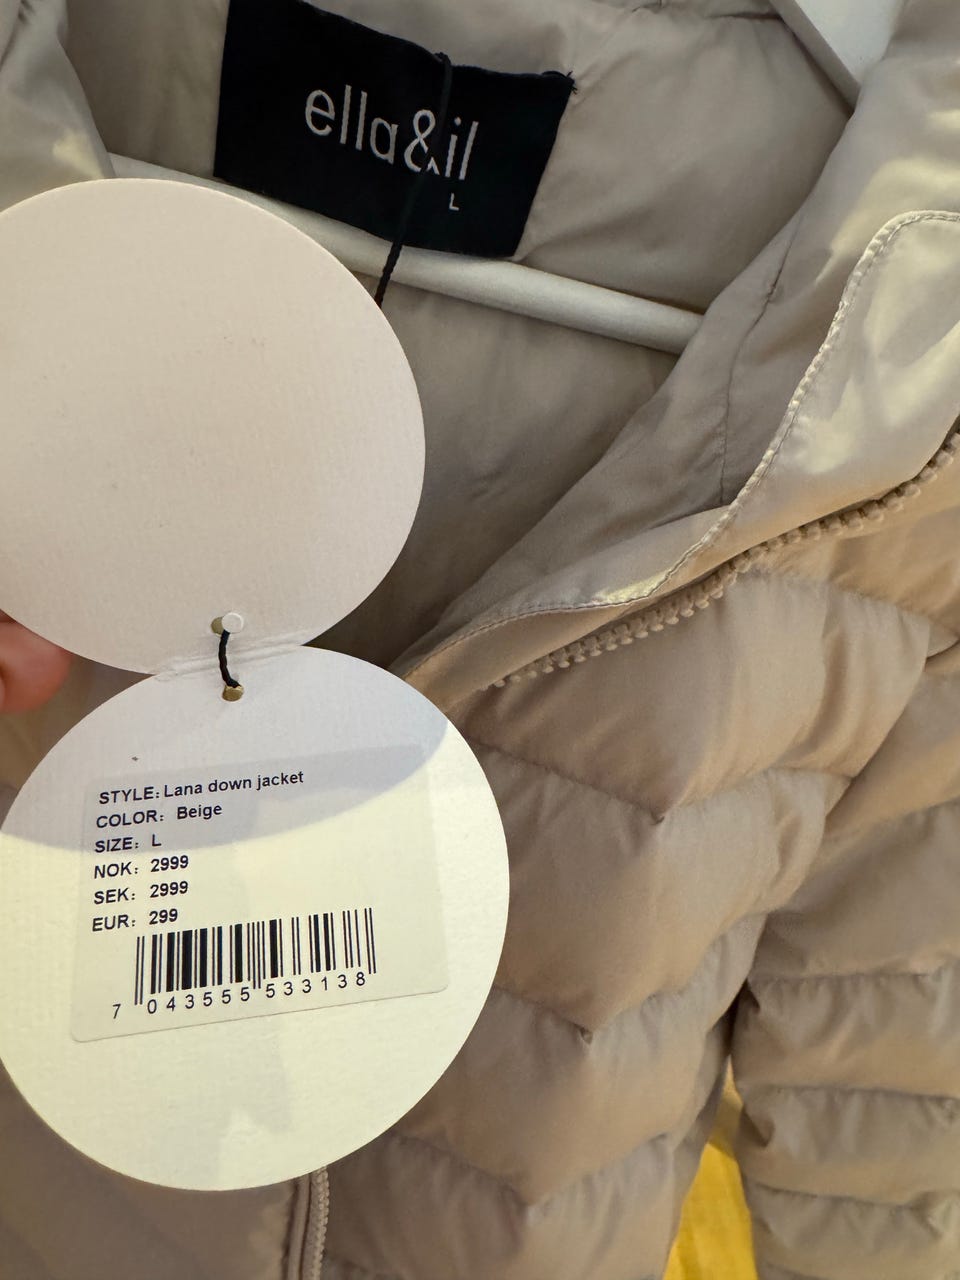 ella&il
L
STYLE: Lana down jacket
COLOR: Beige
SIZE: L
NOK: 2999
SEK: 2999
EUR: 299
7 043555 533138